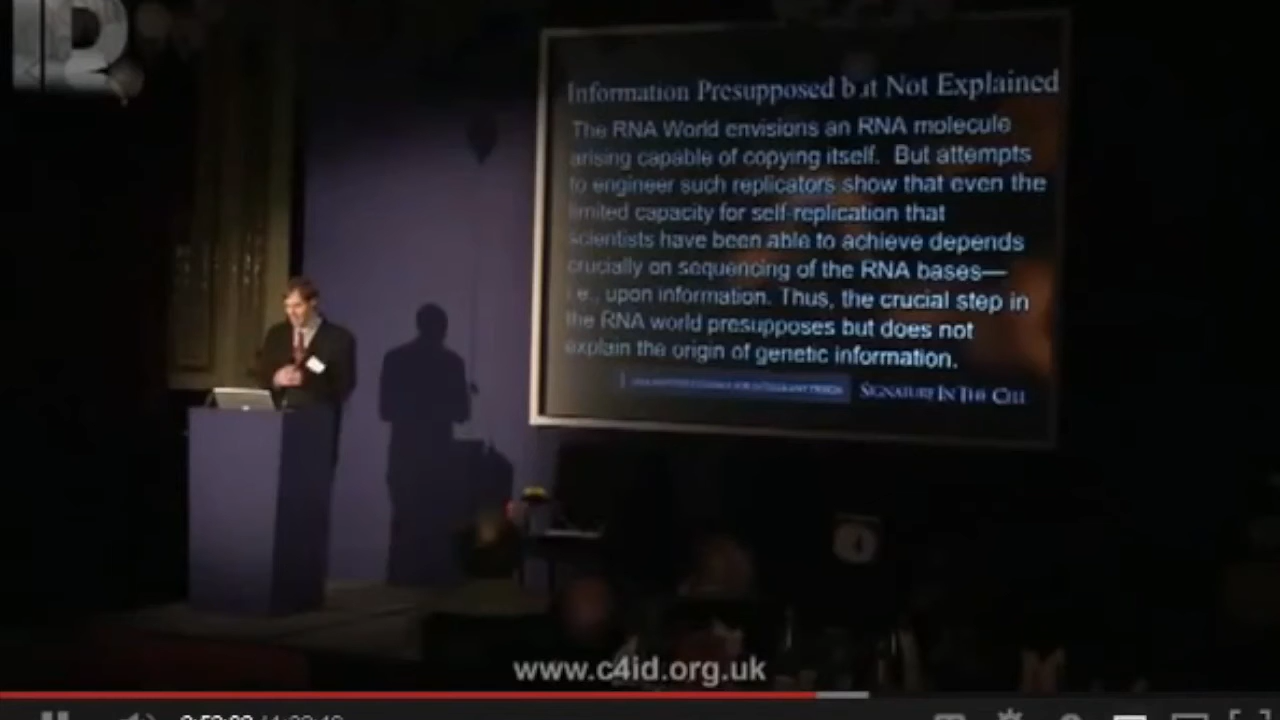 Information Presupposed but Not Explained
The RNA World envisions an RNA molecule
arising capable of copying itself. But attempts
to engineer such replicators show that even the
limited capacity for self-replication that
scientists have been able to achieve depends
crucially on sequencing of the RNA bases—
i.e., upon information. Thus, the crucial step in
the RNA world presupposes but does not
explain the origin of genetic information.
SIGNATURE IN THE CELL
www.c4id.org.uk